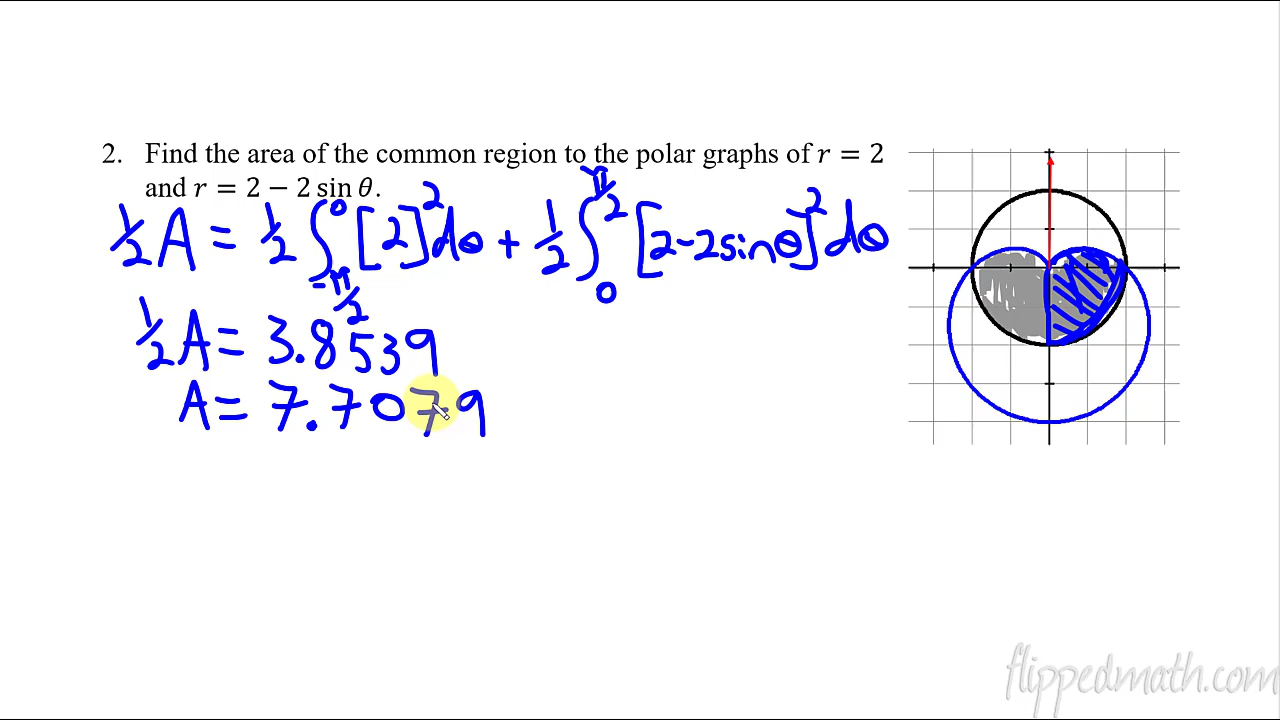 2. Find the area of the common region to the polar graphs of r = 2
and r = 2 − 2 sin θ.
½A = ½ ∫_{-π/2}^{0} [2]² dθ + ½ ∫_{0}^{π/2} [2-2sinθ]² dθ
½A = 3.8539
A = 7.7079
flippedmath.com